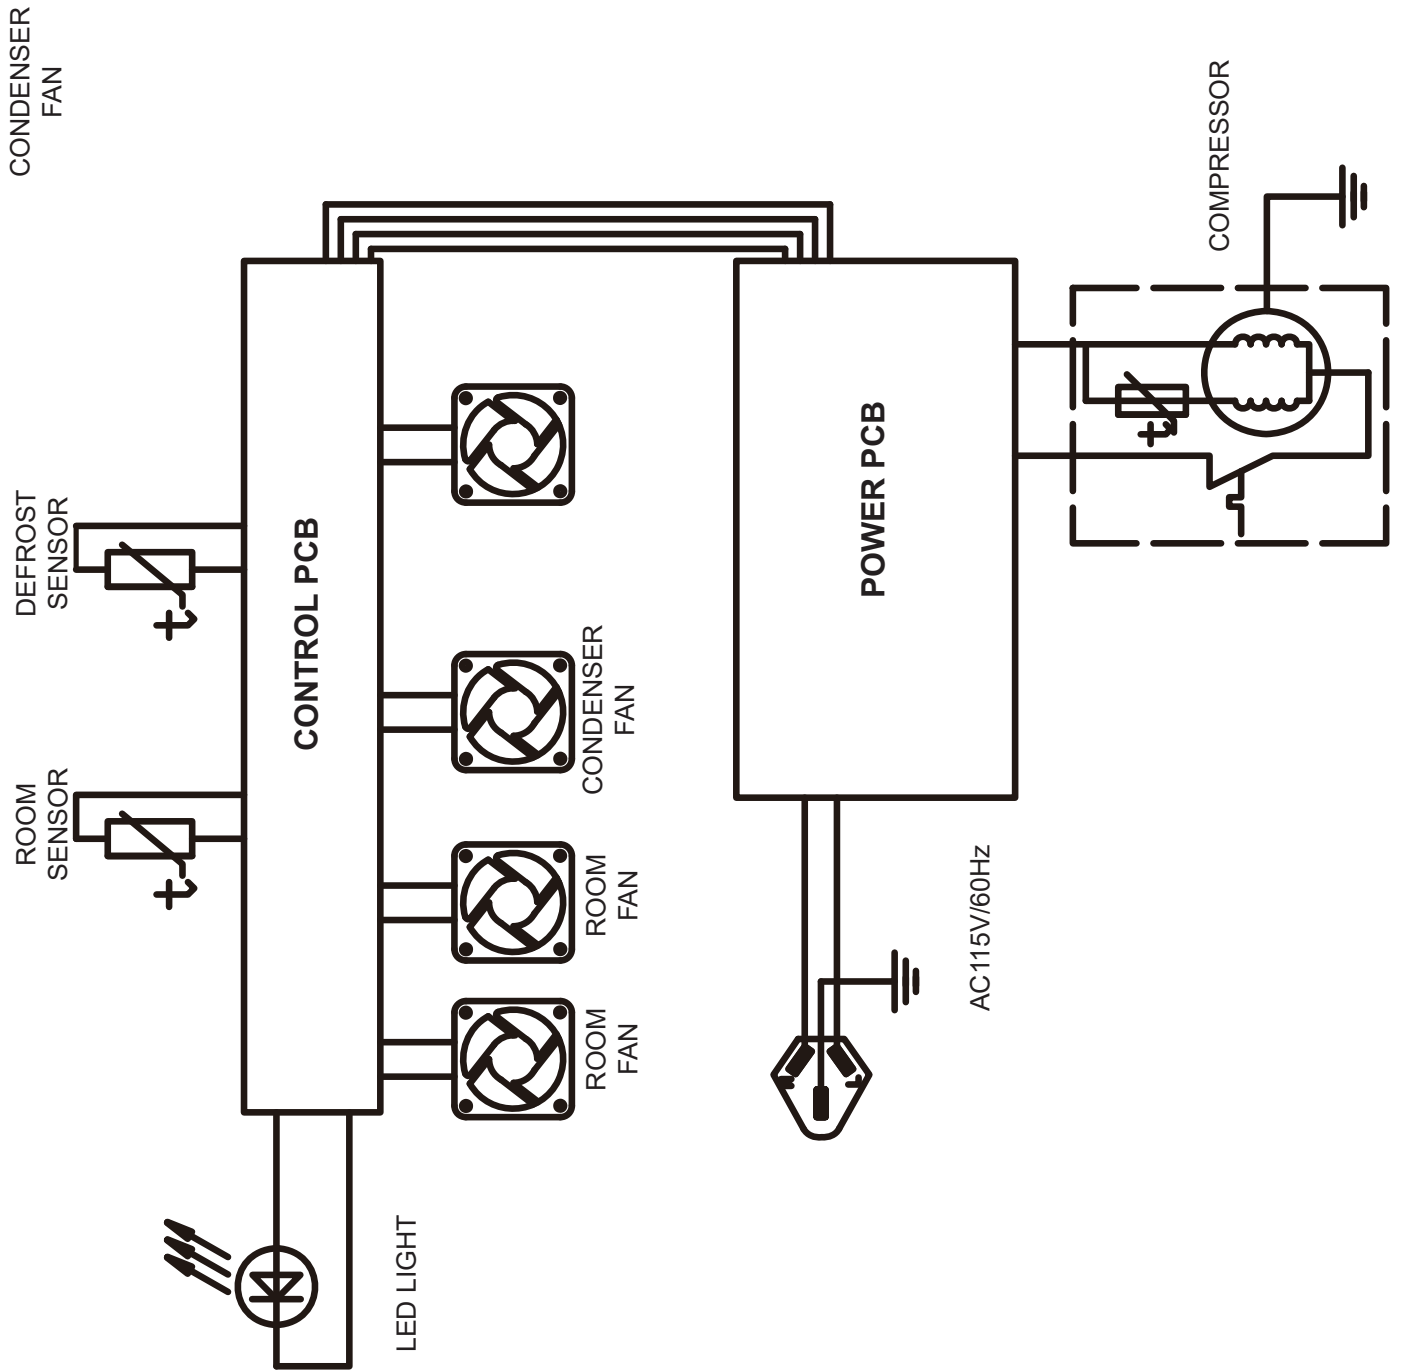 CONDENSER
FAN
DEFROST
SENSOR
ROOM
SENSOR
CONTROL PCB
CONDENSER
FAN
ROOM
FAN
ROOM
FAN
LED LIGHT
POWER PCB
AC115V/60Hz
COMPRESSOR